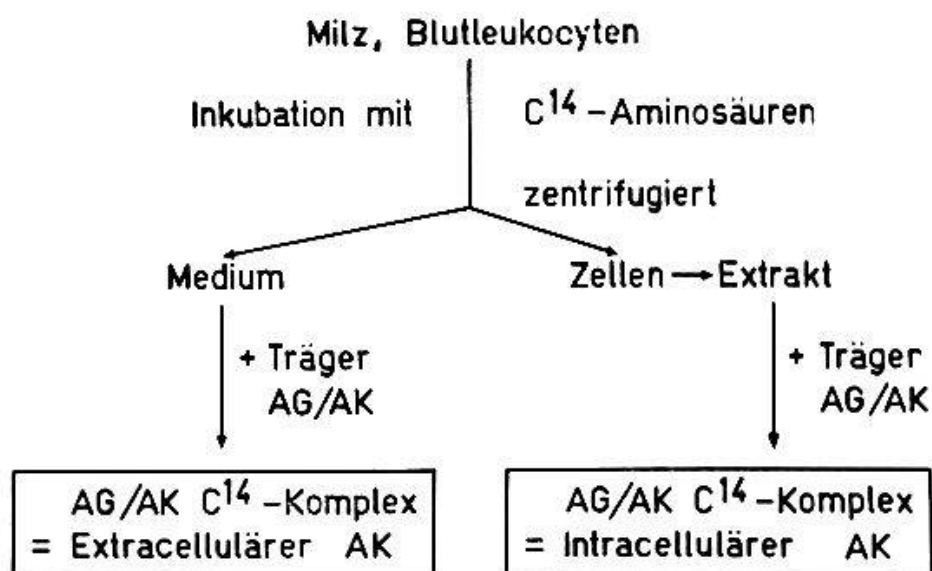 Milz, Blutleukocyten
Inkubation mit C¹⁴-Aminosäuren
zentrifugiert
Medium
Zellen → Extrakt
+ Träger
AG/AK
+ Träger
AG/AK
AG/AK C¹⁴-Komplex
= Extracellulärer AK
AG/AK C¹⁴-Komplex
= Intracellulärer AK